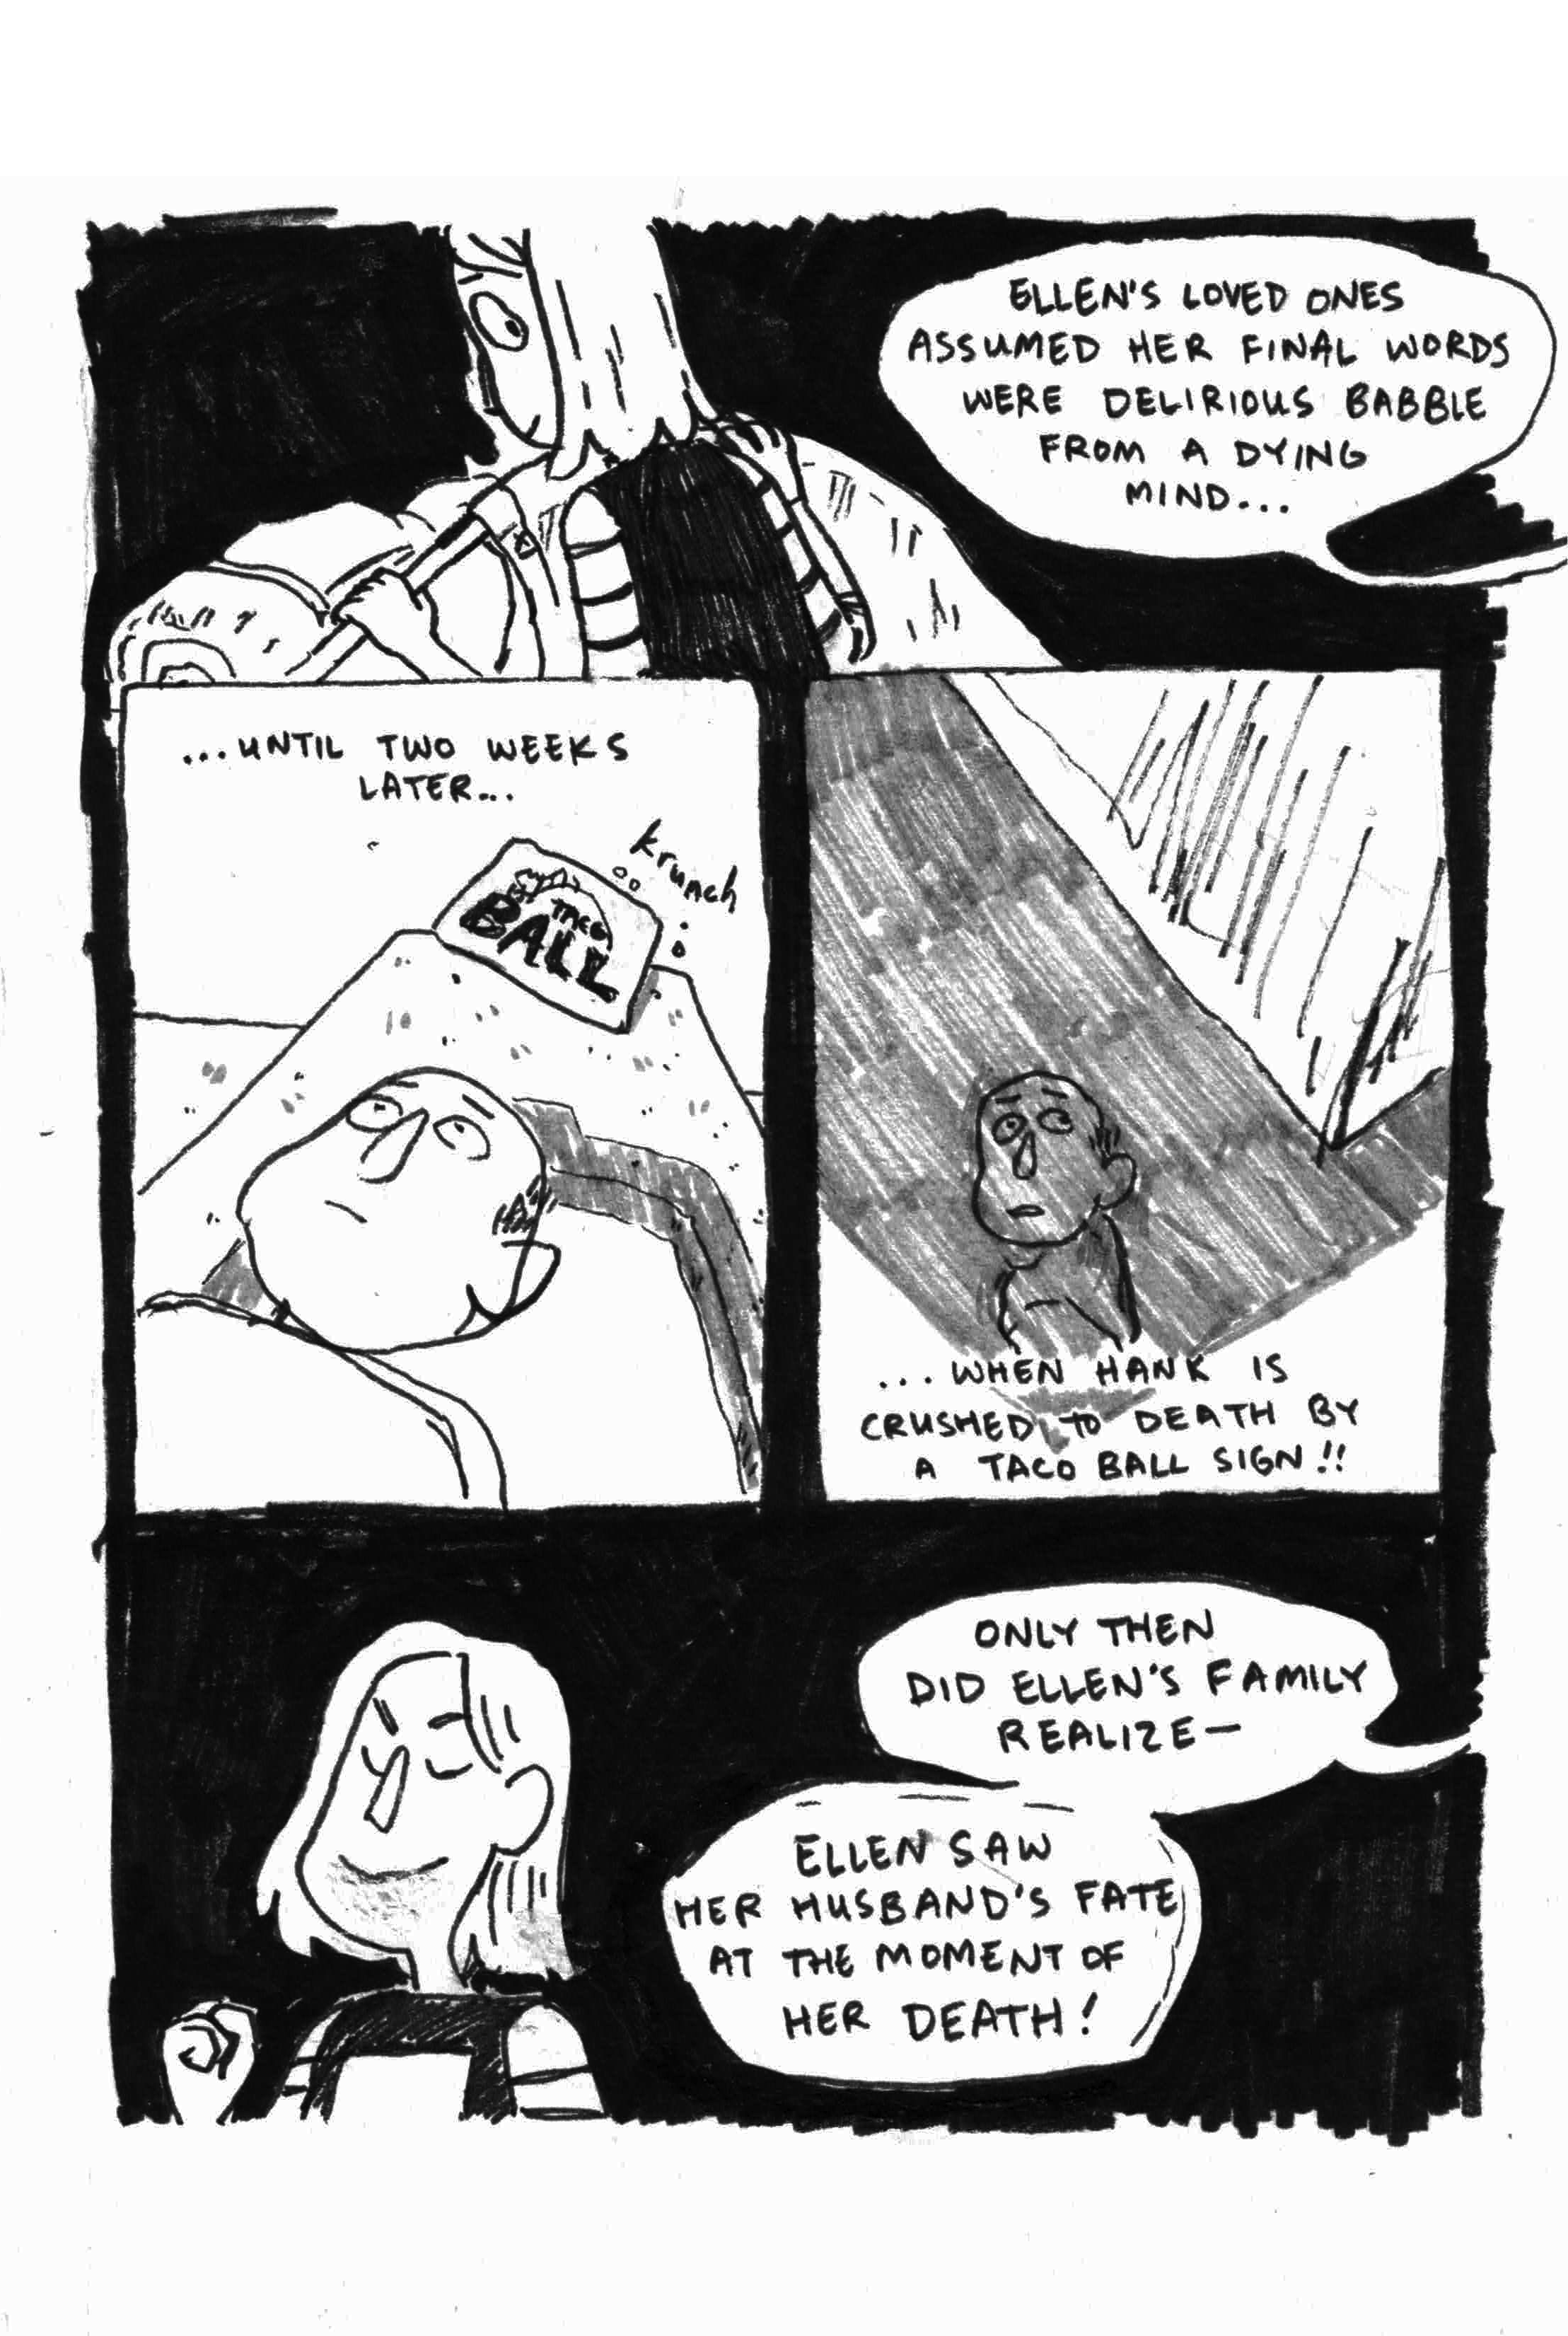 ELLEN'S LOVED ONES
ASSUMED HER FINAL WORDS
WERE DELIRIOUS BABBLE
FROM A DYING
MIND...
...UNTIL TWO WEEKS
LATER...
krunch
TACO
BALL
...WHEN HANK IS
CRUSHED TO DEATH BY
A TACO BALL SIGN!!
ONLY THEN
DID ELLEN'S FAMILY
REALIZE—
ELLEN SAW
HER HUSBAND'S FATE
AT THE MOMENT OF
HER DEATH!